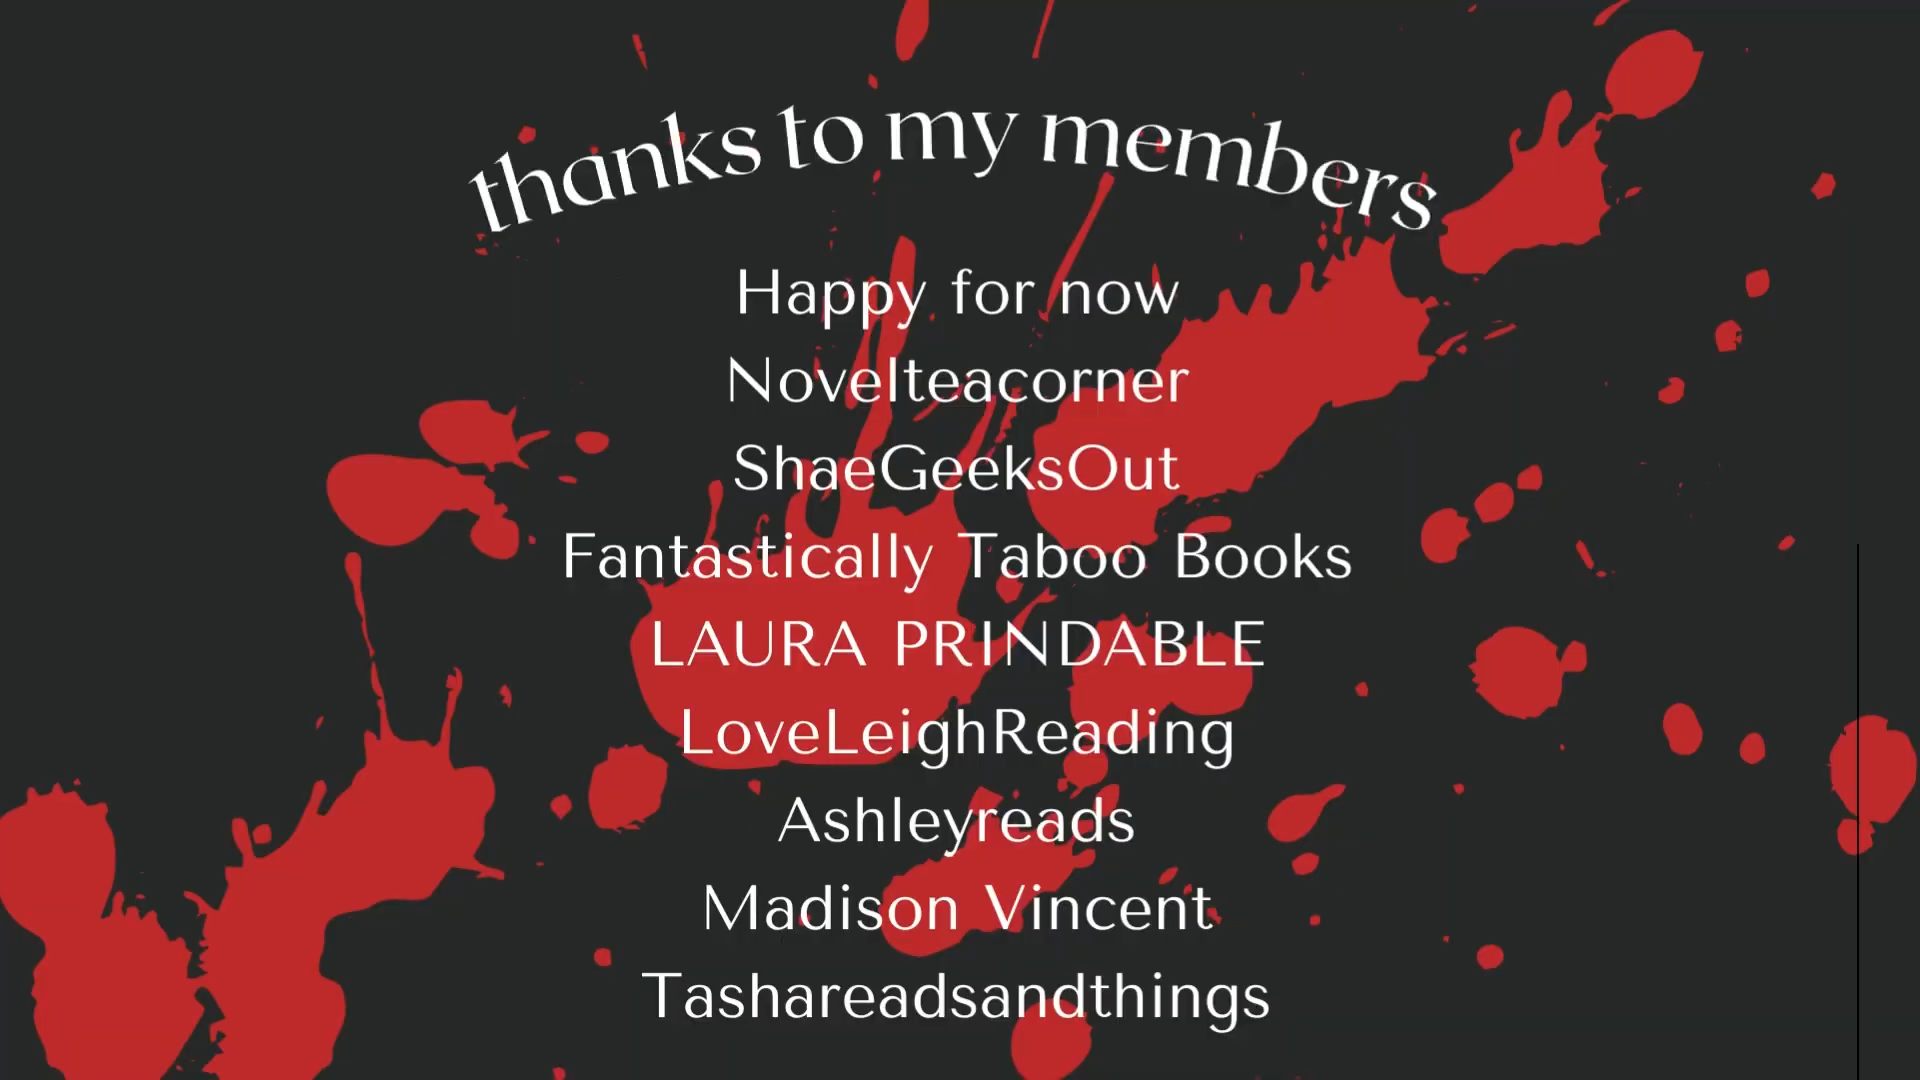 thanks to my members
Happy for now
Novelteacorner
ShaeGeeksOut
Fantastically Taboo Books
LAURA PRINDABLE
LoveLeighReading
Ashleyreads
Madison Vincent
Tashareadsandthings